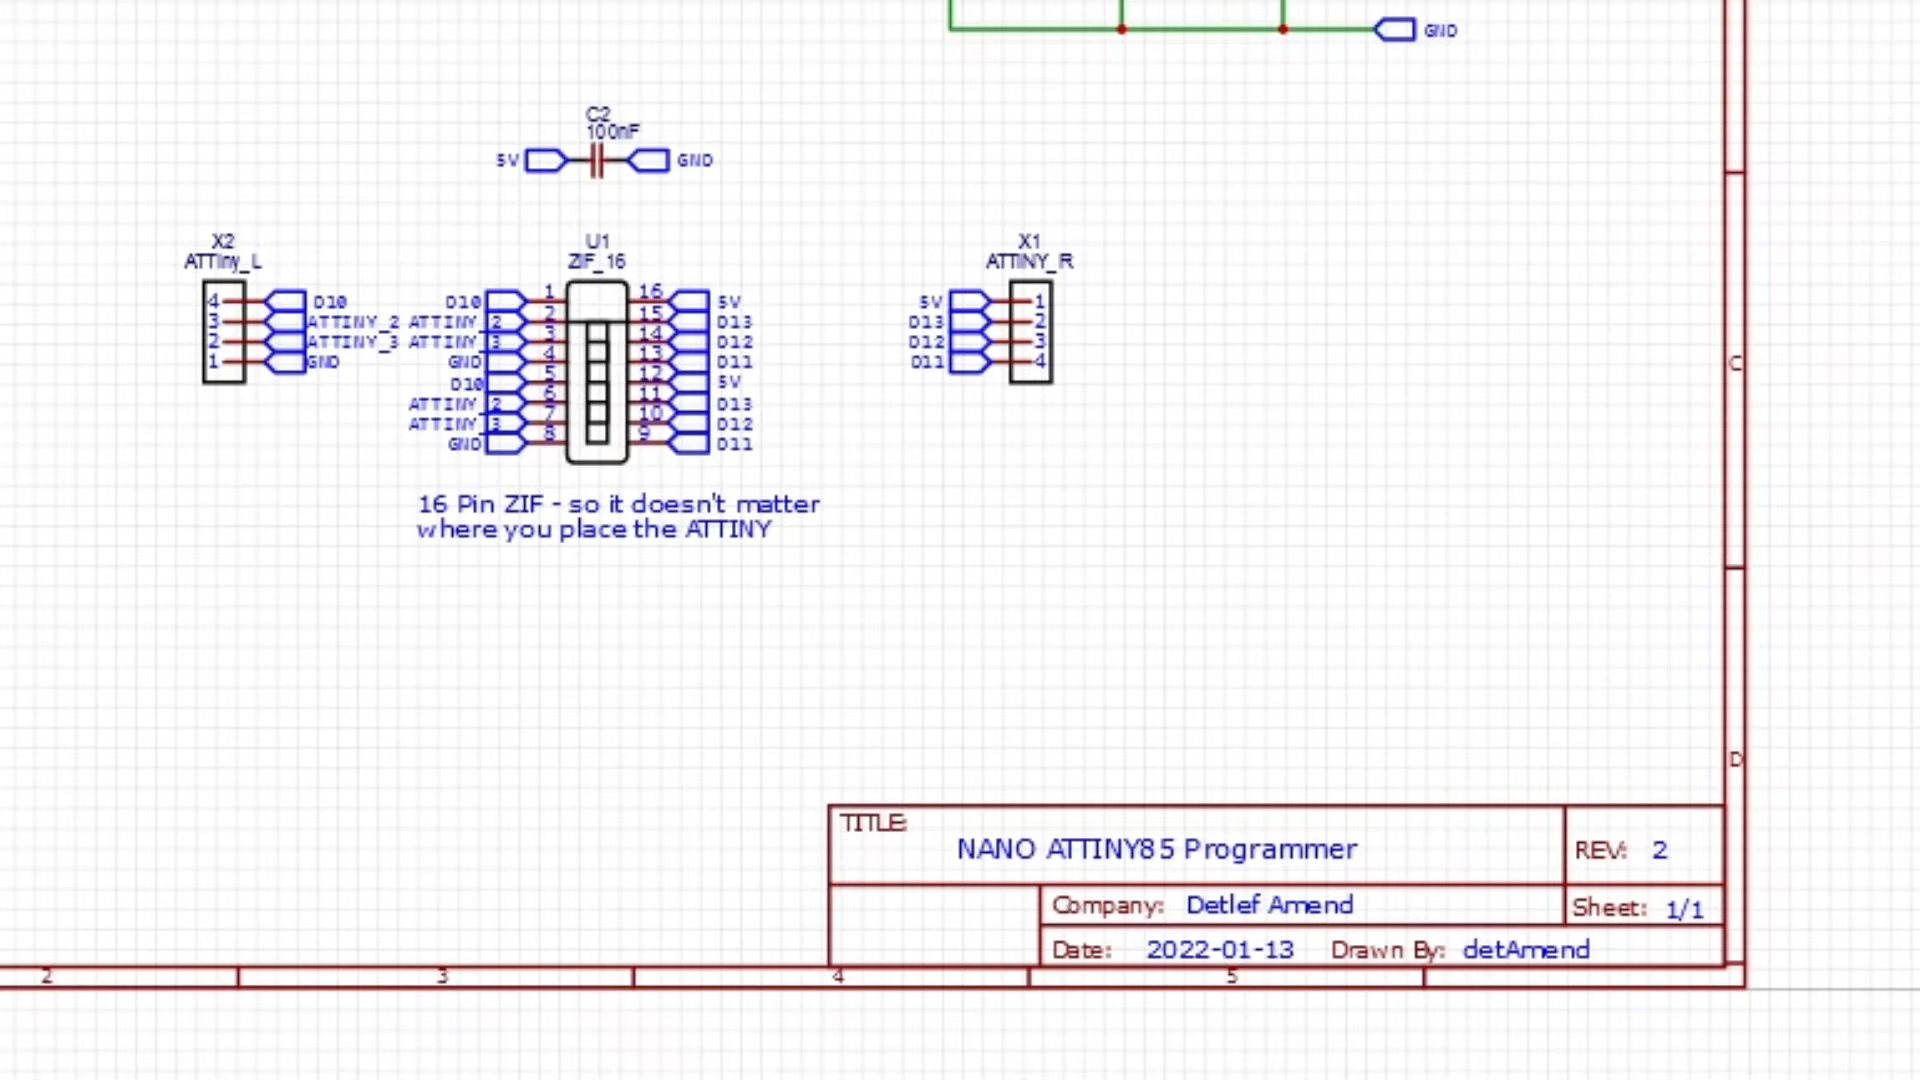 GND
C2
100nF
5V GND
X2
ATTiny_L
4 D10
3 ATTINY_2
2 ATTINY_3
1 GND
U1
ZIF_16
D10 1 16 5V
ATTINY_2 2 15 D13
ATTINY_3 3 14 D12
GND 4 13 D11
D10 5 12 5V
ATTINY_2 6 11 D13
ATTINY_3 7 10 D12
GND 8 9 D11
X1
ATTINY_R
5V 1
D13 2
D12 3
D11 4
16 Pin ZIF - so it doesn't matter
where you place the ATTINY
C
D
TITLE:
NANO ATTINY85 Programmer
REV: 2
Company: Detlef Amend
Sheet: 1/1
Date: 2022-01-13 Drawn By: detAmend
2 3 4 5